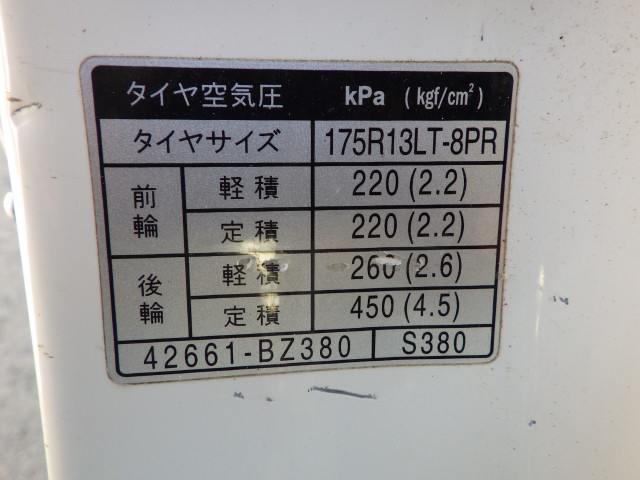 タイヤ空気圧 kPa (kgf/cm²)
タイヤサイズ 175R13LT-8PR
前輪 軽積 220 (2.2)
定積 220 (2.2)
後輪 軽積 260 (2.6)
定積 450 (4.5)
42661-BZ380 S380